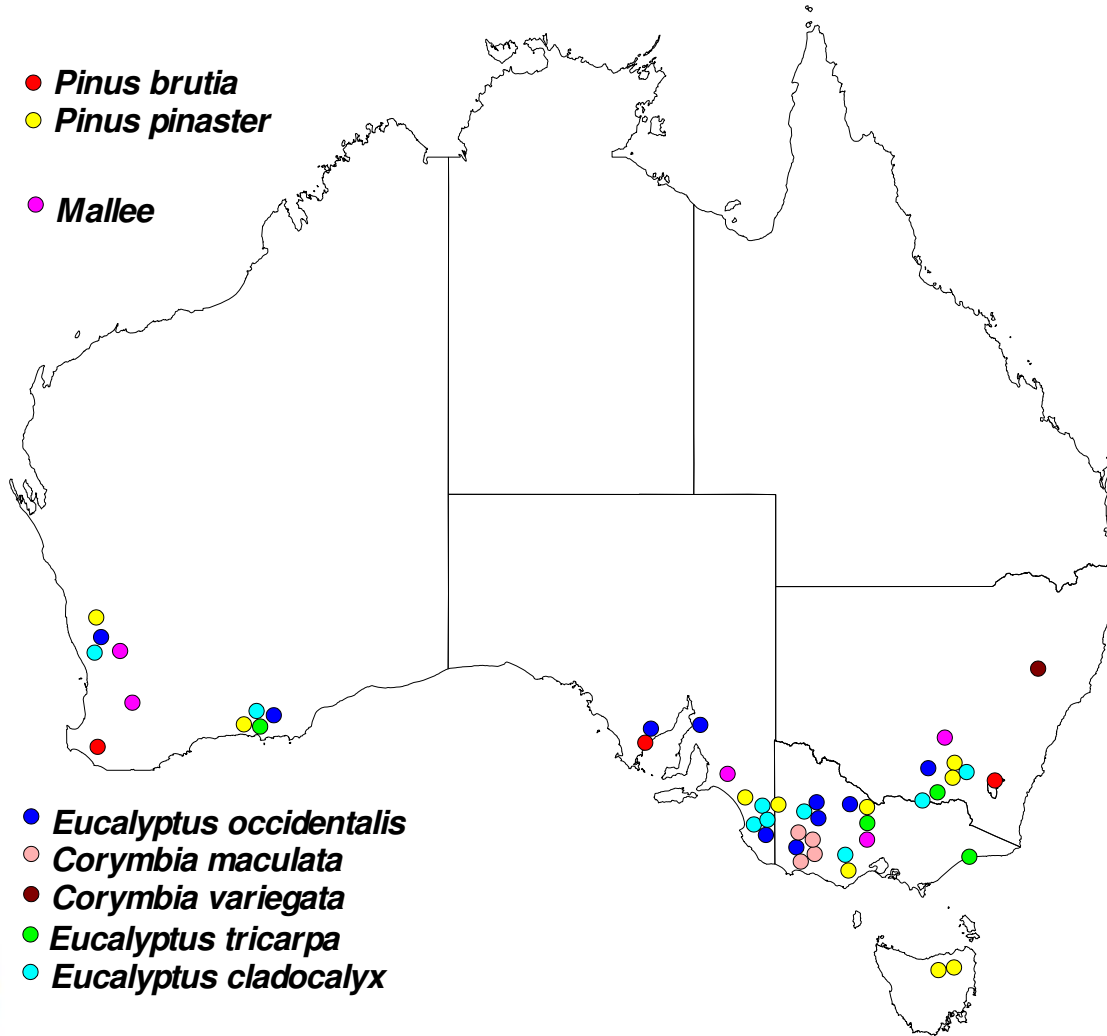 Pinus brutia
Pinus pinaster
Mallee
Eucalyptus occidentalis
Corymbia maculata
Corymbia variegata
Eucalyptus tricarpa
Eucalyptus cladocalyx